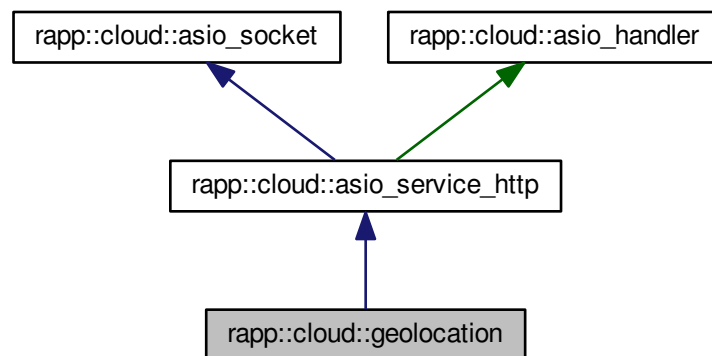 rapp::cloud::asio_socket
rapp::cloud::asio_handler
rapp::cloud::asio_service_http
rapp::cloud::geolocation